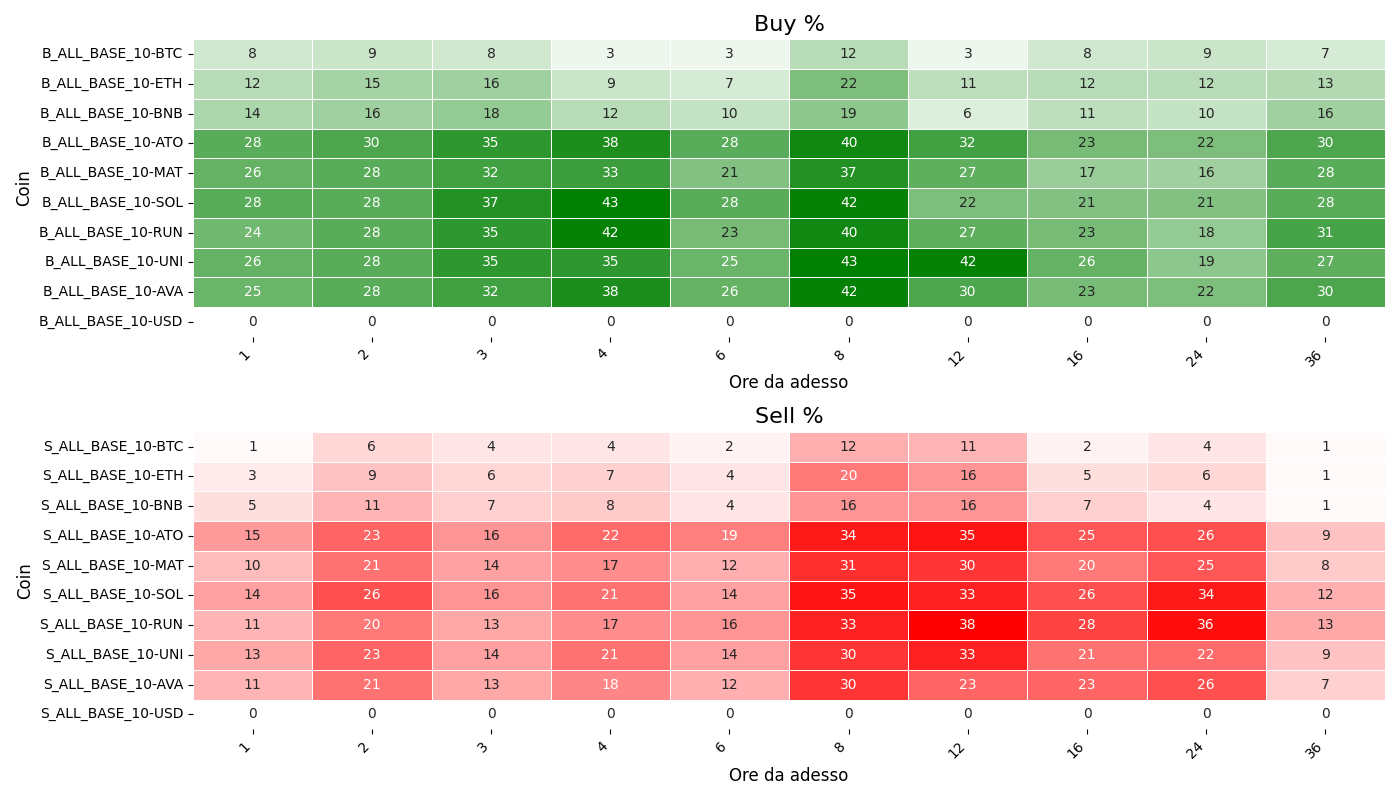 Buy %
Coin
B_ALL_BASE_10-BTC 8 9 8 3 3 12 3 8 9 7
B_ALL_BASE_10-ETH 12 15 16 9 7 22 11 12 12 13
B_ALL_BASE_10-BNB 14 16 18 12 10 19 6 11 10 16
B_ALL_BASE_10-ATO 28 30 35 38 28 40 32 23 22 30
B_ALL_BASE_10-MAT 26 28 32 33 21 37 27 17 16 28
B_ALL_BASE_10-SOL 28 28 37 43 28 42 22 21 21 28
B_ALL_BASE_10-RUN 24 28 35 42 23 40 27 23 18 31
B_ALL_BASE_10-UNI 26 28 35 35 25 43 42 26 19 27
B_ALL_BASE_10-AVA 25 28 32 38 26 42 30 23 22 30
B_ALL_BASE_10-USD 0 0 0 0 0 0 0 0 0 0
1 2 3 4 6 8 12 16 24 36
Ore da adesso
Sell %
Coin
S_ALL_BASE_10-BTC 1 6 4 4 2 12 11 2 4 1
S_ALL_BASE_10-ETH 3 9 6 7 4 20 16 5 6 1
S_ALL_BASE_10-BNB 5 11 7 8 4 16 16 7 4 1
S_ALL_BASE_10-ATO 15 23 16 22 19 34 35 25 26 9
S_ALL_BASE_10-MAT 10 21 14 17 12 31 30 20 25 8
S_ALL_BASE_10-SOL 14 26 16 21 14 35 33 26 34 12
S_ALL_BASE_10-RUN 11 20 13 17 16 33 38 28 36 13
S_ALL_BASE_10-UNI 13 23 14 21 14 30 33 21 22 9
S_ALL_BASE_10-AVA 11 21 13 18 12 30 23 23 26 7
S_ALL_BASE_10-USD 0 0 0 0 0 0 0 0 0 0
1 2 3 4 6 8 12 16 24 36
Ore da adesso